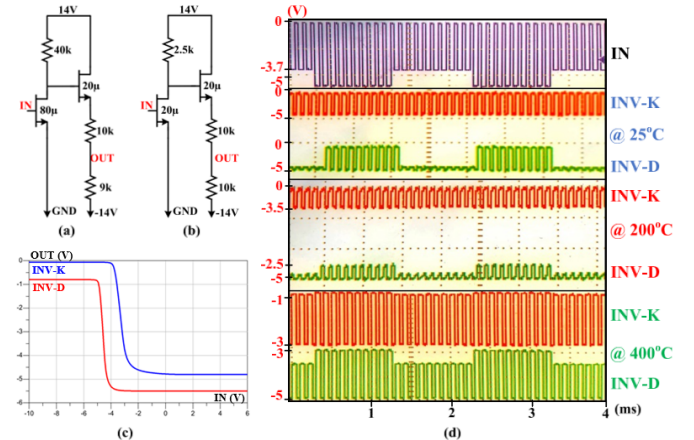 14V
40k
20μ
IN
80μ
10k
OUT
9k
GND
-14V
(a)
14V
2.5k
20μ
IN
20μ
10k
OUT
10k
GND
-14V
(b)
OUT (V)
0
INV-K
INV-D
-1
-2
-3
-4
-5
-6
IN (V)
-10 -8 -6 -4 -2 0 2 4 6
(c)
(V)
0
-3.7
-5
IN
0
-5
INV-K
@ 25°C
0
-5
INV-D
0
-3.5
INV-K
@ 200°C
-2.5
-5
INV-D
-1
-3
INV-K
@ 400°C
-3
-5
INV-D
1 2 3 4 (ms)
(d)